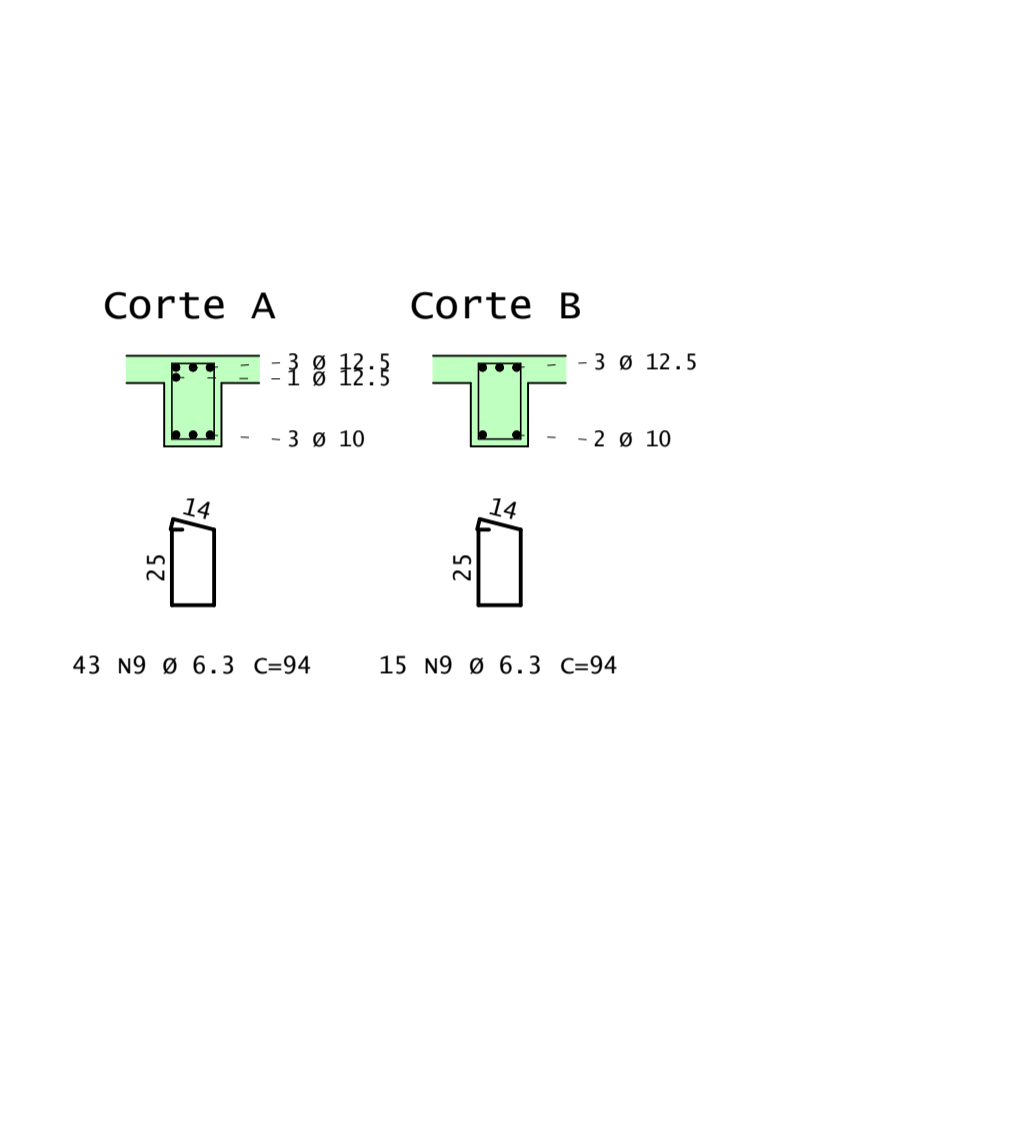 Corte A
Corte B
3 Ø 12.5
1 Ø 12.5
3 Ø 10
3 Ø 12.5
2 Ø 10
14
25
14
25
43 N9 Ø 6.3 C=94
15 N9 Ø 6.3 C=94